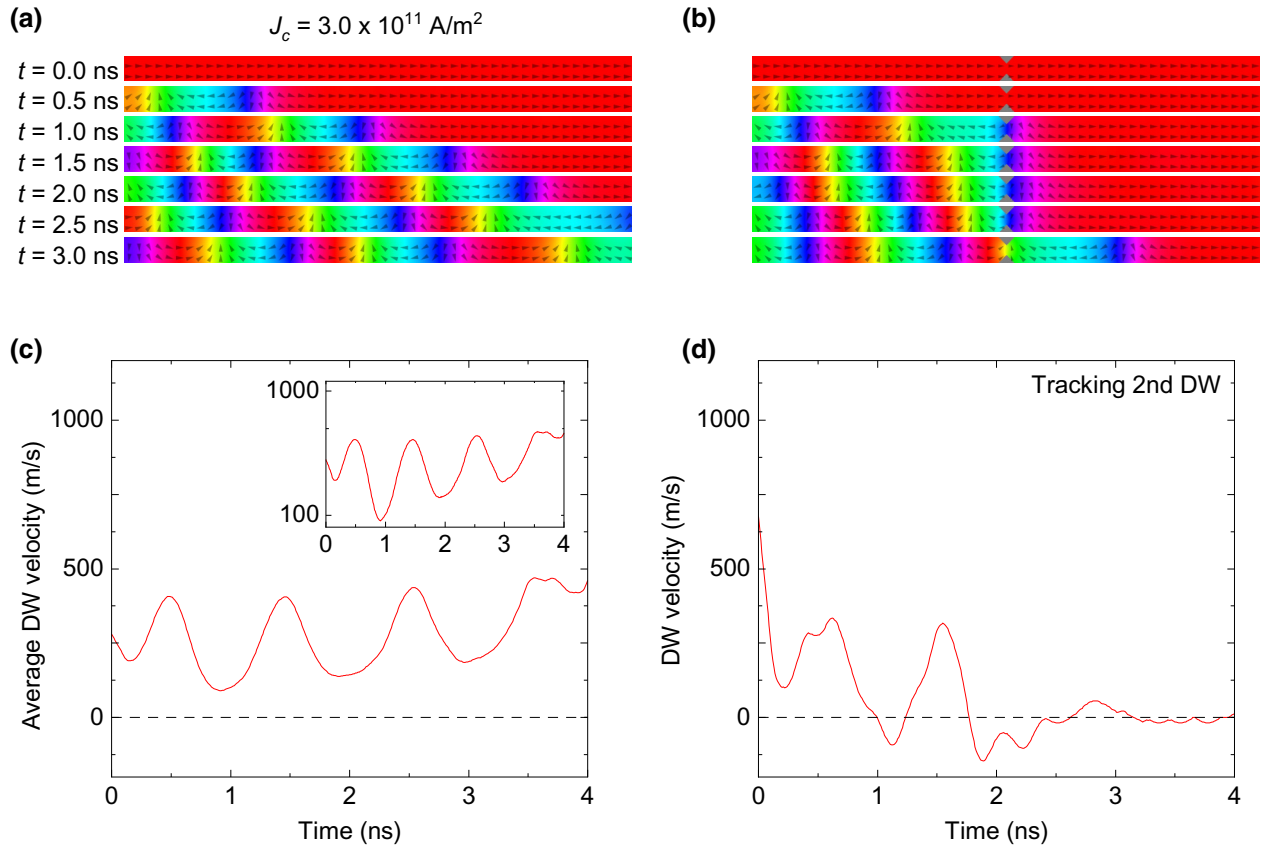 (a)
J_c = 3.0 x 10^11 A/m^2
(b)
t = 0.0 ns
t = 0.5 ns
t = 1.0 ns
t = 1.5 ns
t = 2.0 ns
t = 2.5 ns
t = 3.0 ns
(c)
Average DW velocity (m/s)
1000
500
0
1000
100
0 1 2 3 4
0 1 2 3 4
Time (ns)
(d)
Tracking 2nd DW
DW velocity (m/s)
1000
500
0
0 1 2 3 4
Time (ns)